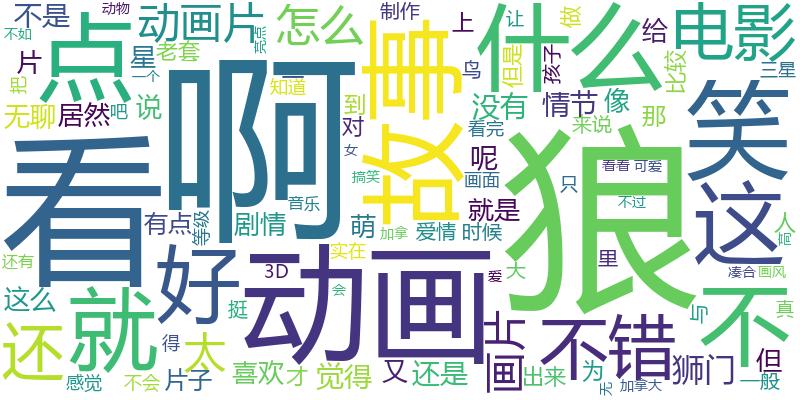 不是
动物
动画片
怎么
制作
上
让
做
什么
给
电影
不如
点
星
老套
亮点
一个
啊
故事
鸟
但是
孩子
比较
三星
片
把
说
知道
一
到
没有
情节
像
那
笑
无聊
居然
吧
对
看完
来说
看
女
搞笑
呢
画面
狼
只
看看
可爱
这
有点
等级
剧情
音乐
萌
加拿
就是
爱情
时候
不过
人
高
还有
好
3D
实在
动画
会
爱
大
里
凑合
画风
不
真
这么
就
挺
画片
不错
与
还
得
太
感觉
不会
片子
喜欢
才
觉得
又
还是
出来
为
无
加拿大
狮门
但
一般